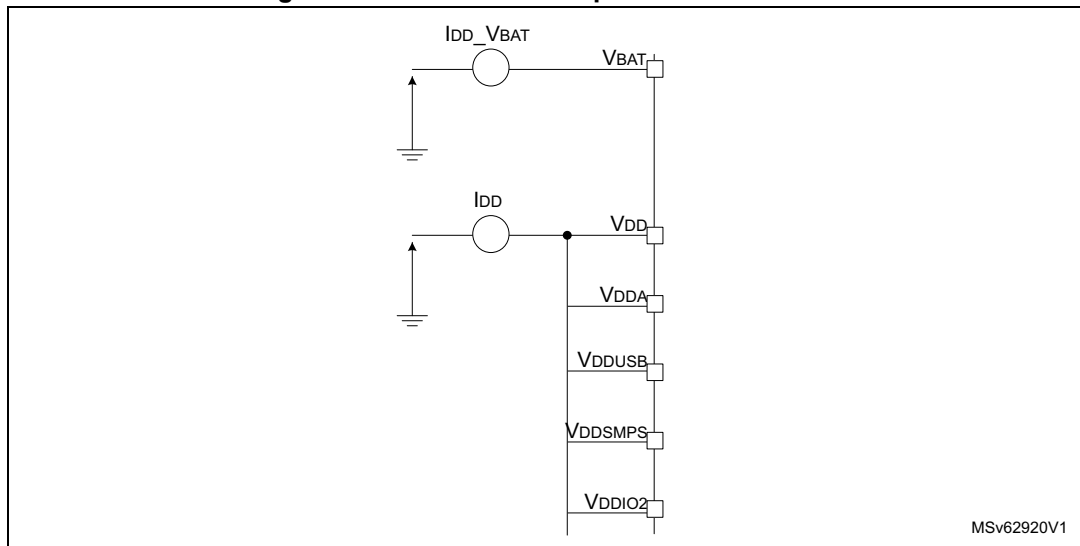 IDD_VBAT
VBAT
IDD
VDD
VDDA
VDDUSB
VDDSMPS
VDDIO2
MSv62920V1